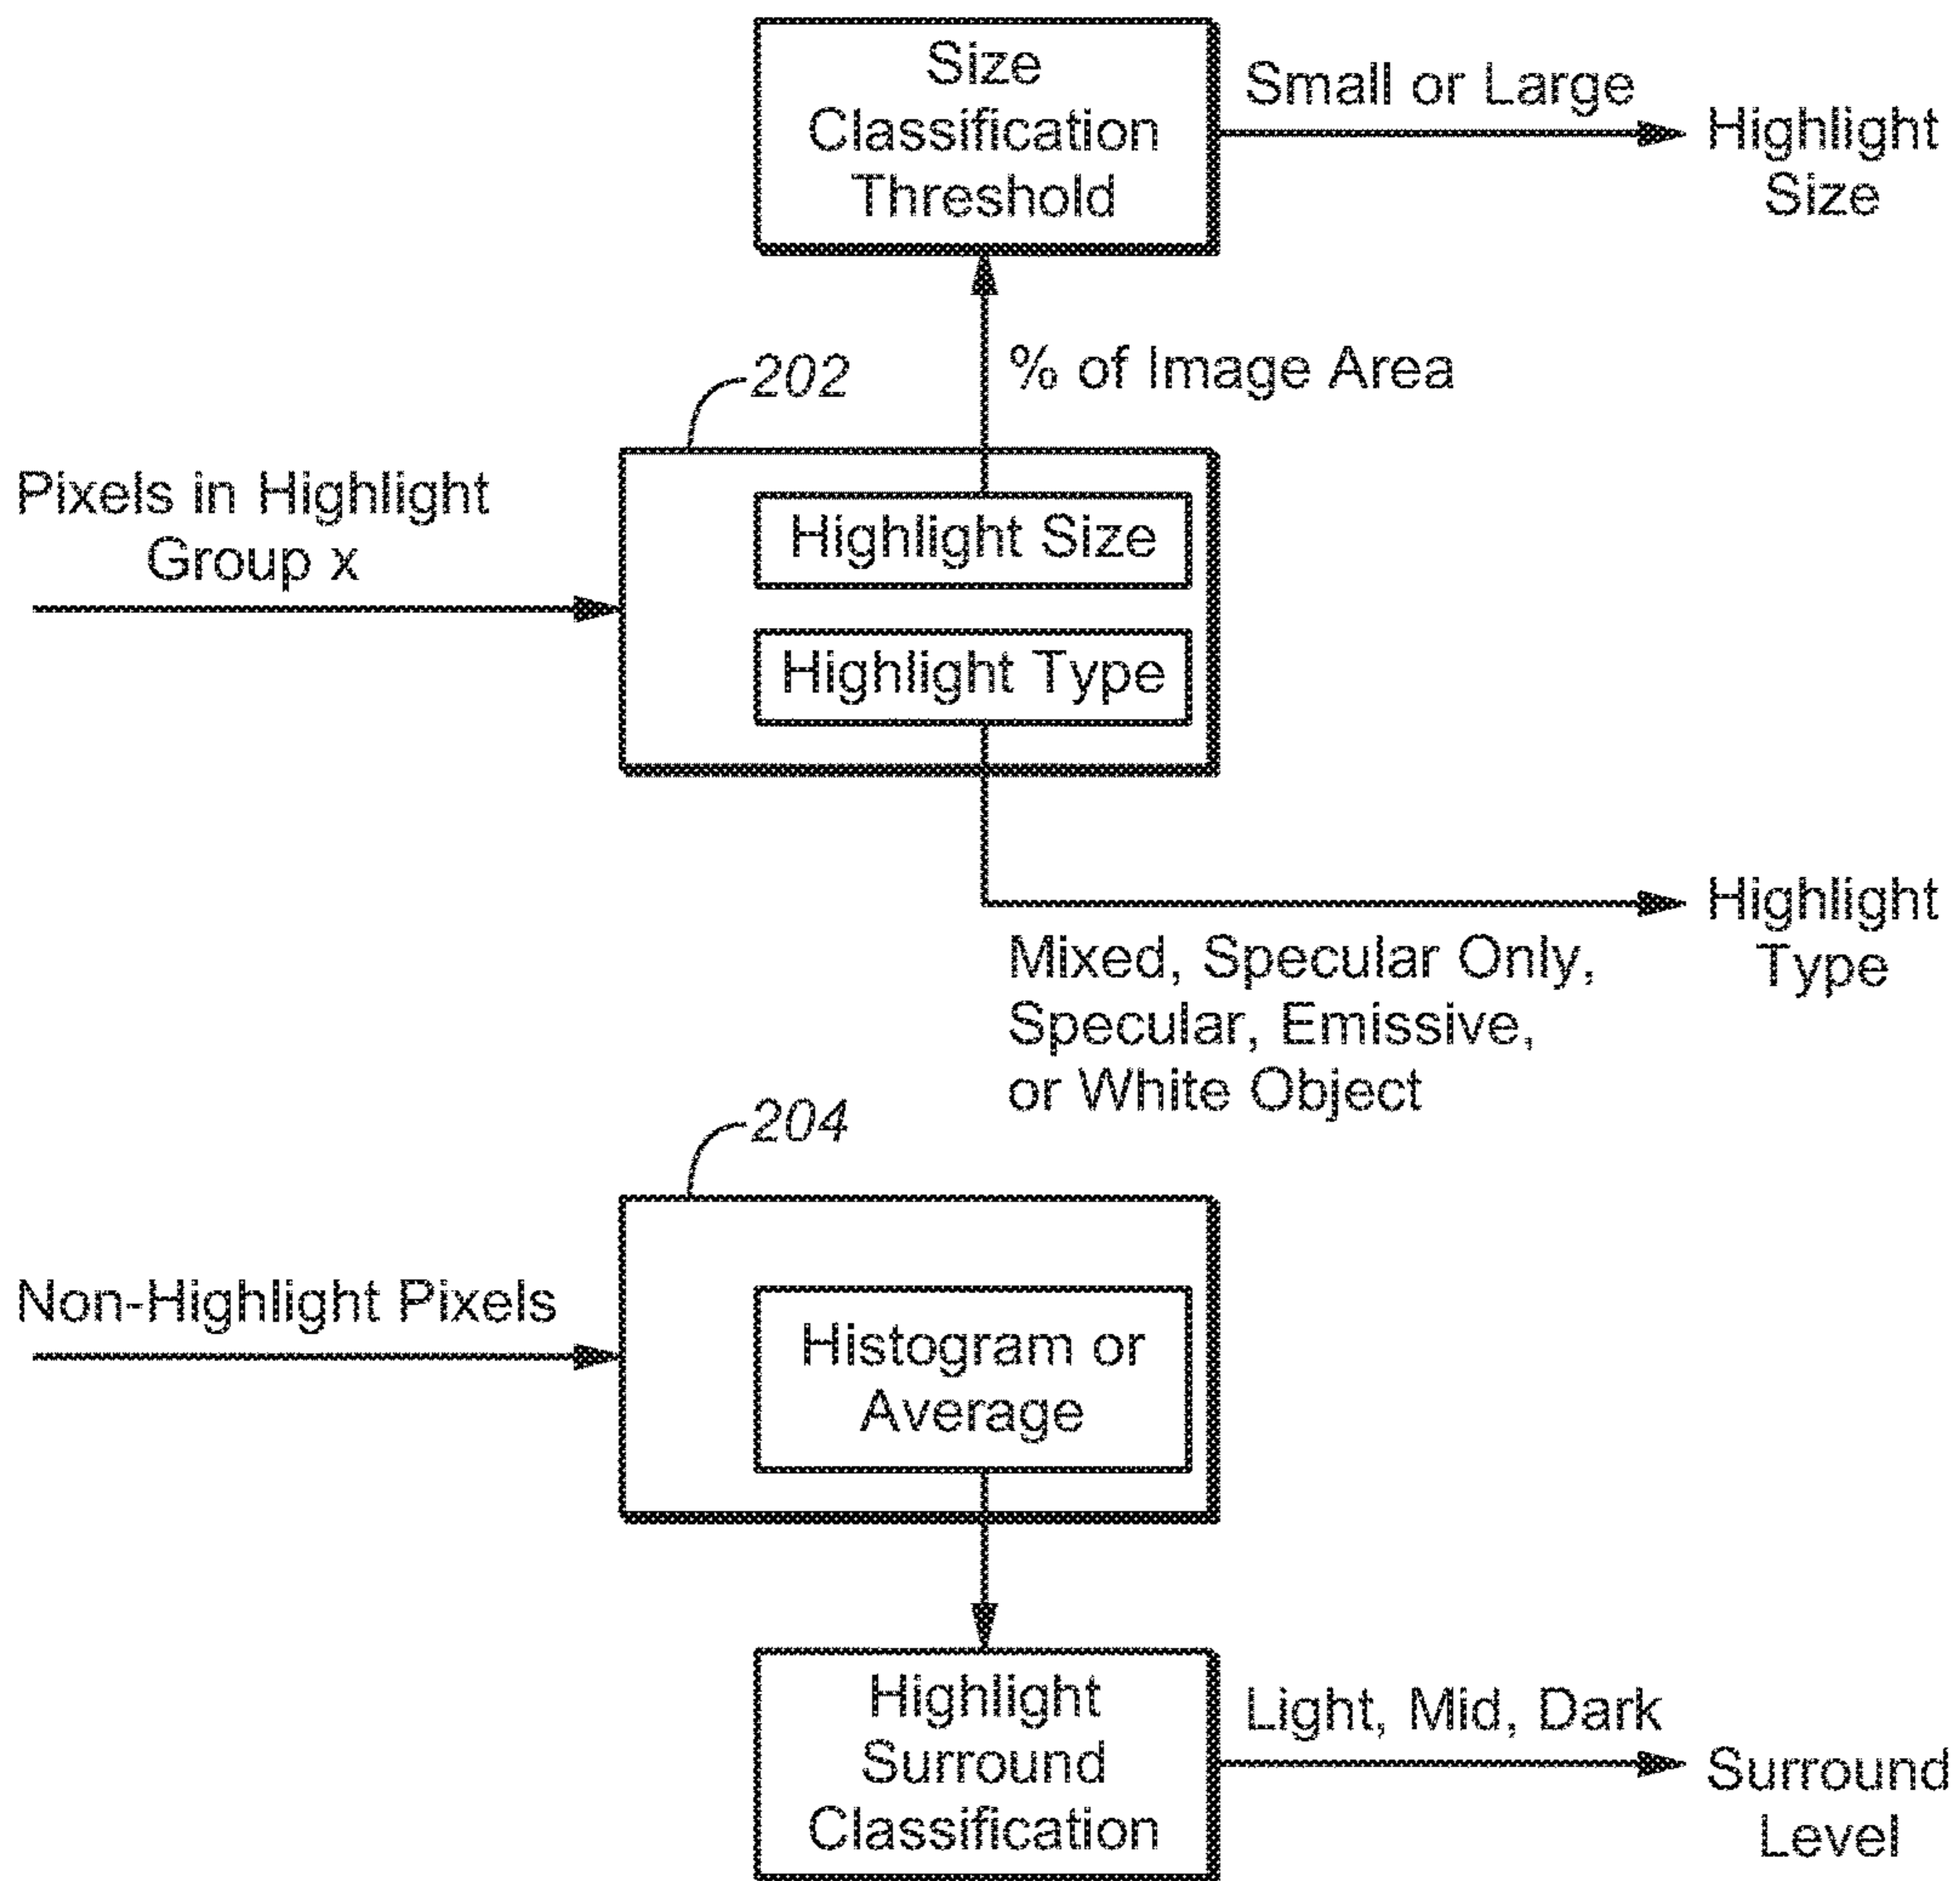 Size
Classification
Threshold
Small or Large
Highlight
Size
% of Image Area
202
Pixels in Highlight
Group x
Highlight Size
Highlight Type
Highlight
Type
Mixed, Specular Only,
Specular, Emissive,
or White Object
204
Non-Highlight Pixels
Histogram or
Average
Highlight
Surround
Classification
Light, Mid, Dark
Surround
Level